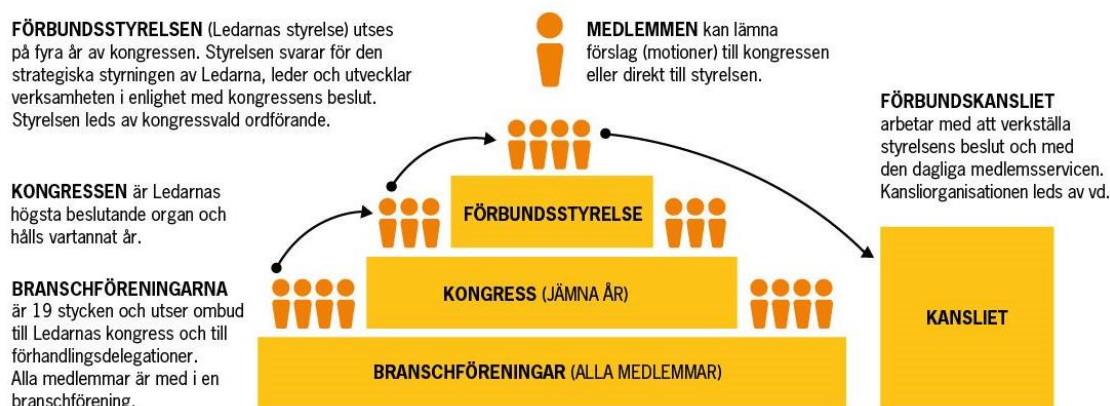 FÖRBUNDSSTYRELSEN (Ledarnas styrelse) utses
på fyra år av kongressen. Styrelsen svarar för den
strategiska styrningen av Ledarna, leder och utvecklar
verksamheten i enlighet med kongressens beslut.
Styrelsen leds av kongressvald ordförande.
MEDLEMMEN kan lämna
förslag (motioner) till kongressen
eller direkt till styrelsen.
FÖRBUNDSKANSLIET
arbetar med att verkställa
styrelsens beslut och med
den dagliga medlemsservicen.
Kansliorganisationen leds av vd.
KONGRESSEN är Ledarnas
högsta beslutande organ och
hålls vartannat år.
BRANSCHFÖRENINGARNA
är 19 stycken och utser ombud
till Ledarnas kongress och till
förhandlingsdelegationer.
Alla medlemmar är med i en
branschförening.
FÖRBUNDSSTYRELSE
KONGRESS (JÄMNA ÅR)
BRANSCHFÖRENINGAR (ALLA MEDLEMMAR)
KANSLIET